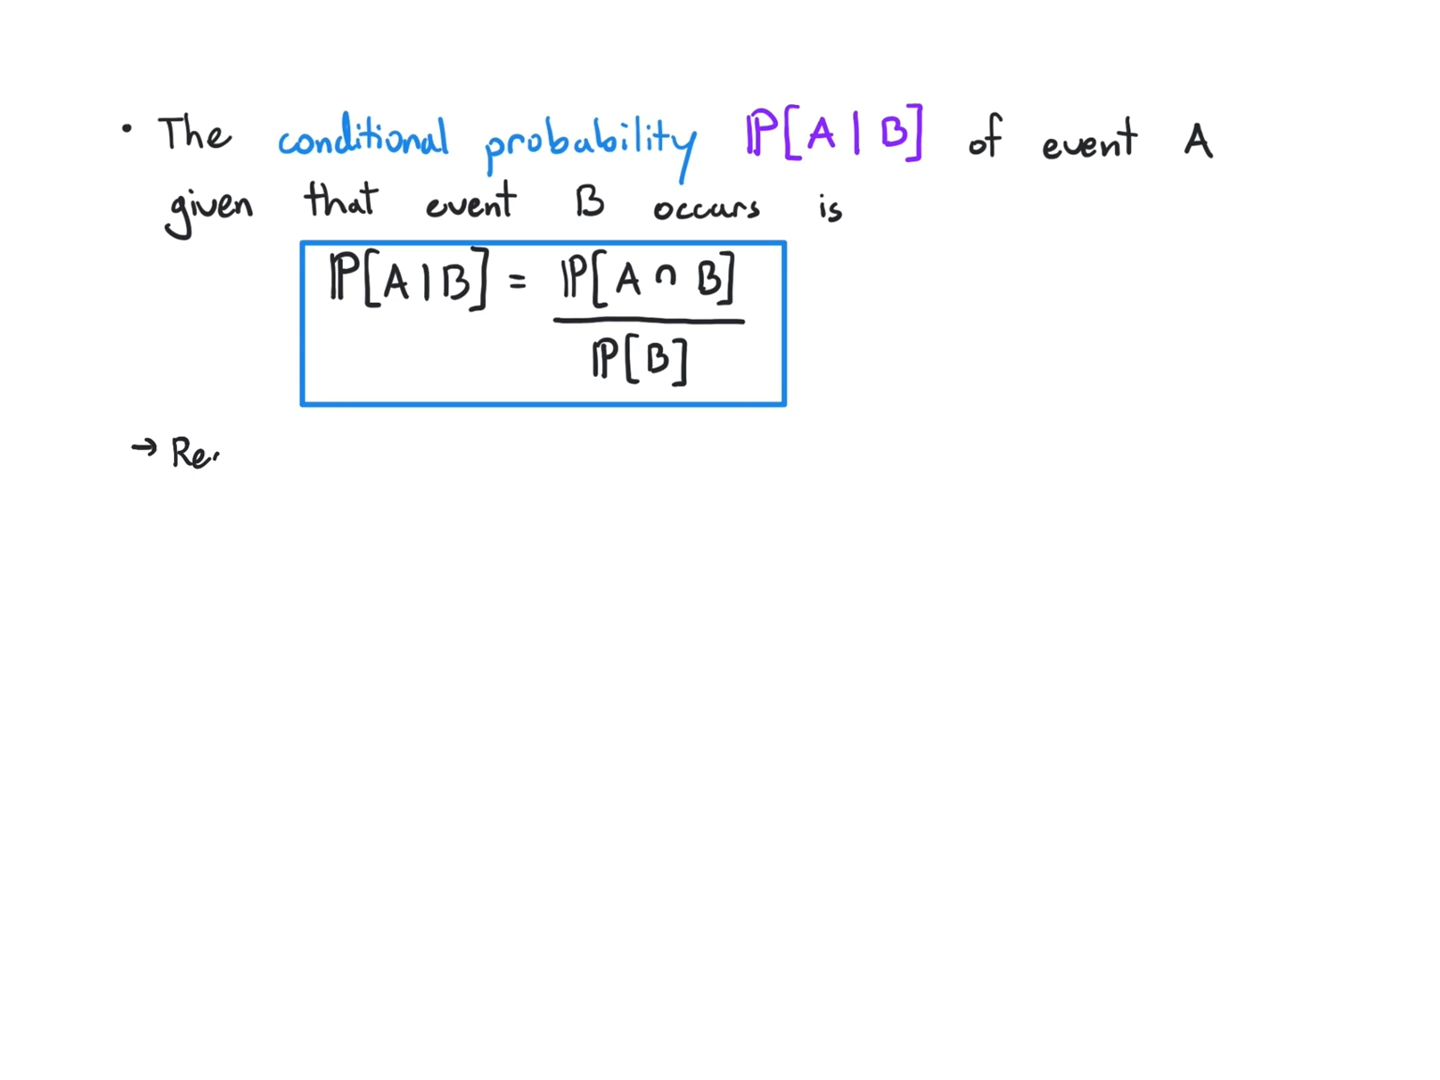 • The conditional probability ℙ[A | B] of event A
given that event B occurs is
ℙ[A | B] = ℙ[A ∩ B]
ℙ[B]
→ Re